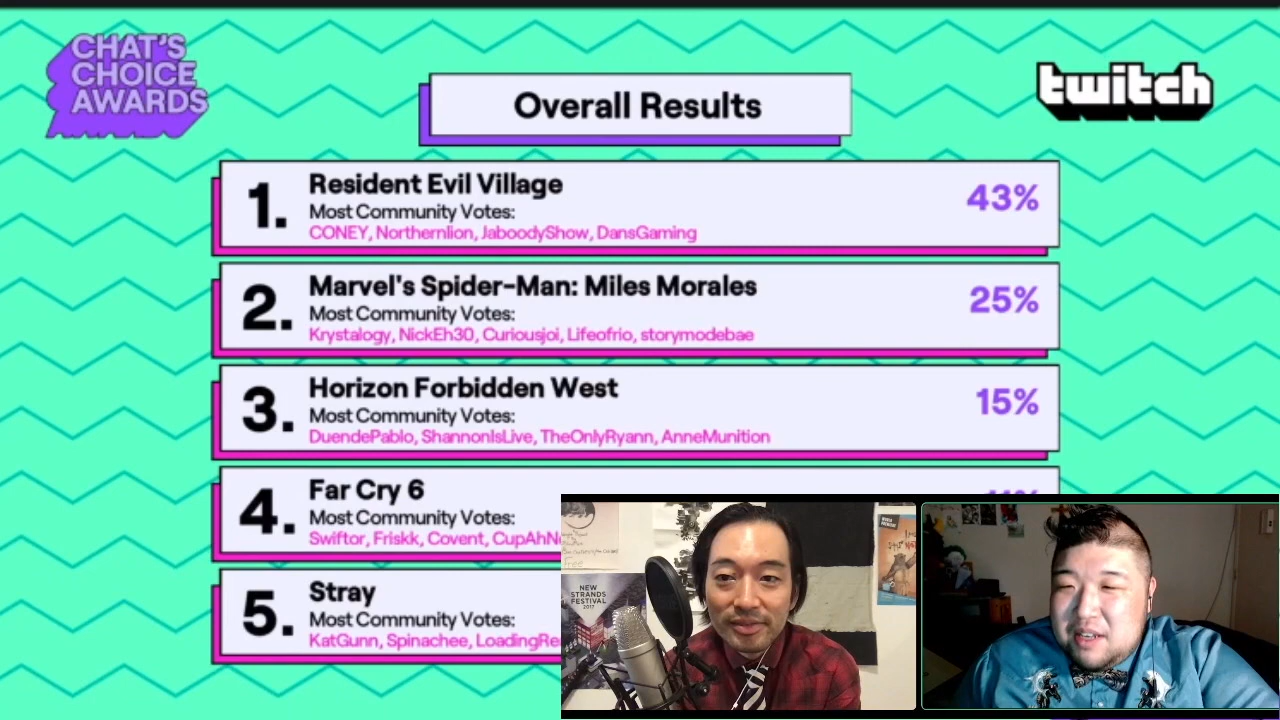 CHAT'S
CHOICE
AWARDS
twitch
Overall Results
1.
Resident Evil Village
43%
Most Community Votes:
CONEY, Northernlion, JaboodyShow, DansGaming
2.
Marvel's Spider-Man: Miles Morales
25%
Most Community Votes:
Krystalogy, NickEh30, Curiousjoi, Lifeofrio, storymodebae
3.
Horizon Forbidden West
15%
Most Community Votes:
DuendePablo, ShannonIsLive, TheOnlyRyann, AnneMunition
4.
Far Cry 6
Most Community Votes:
Swiftor, Friskk, Covent,
5.
Stray
Most Community Votes:
KatGunn, Spinachee,
NEW
STRANDS
FESTIVAL
2017